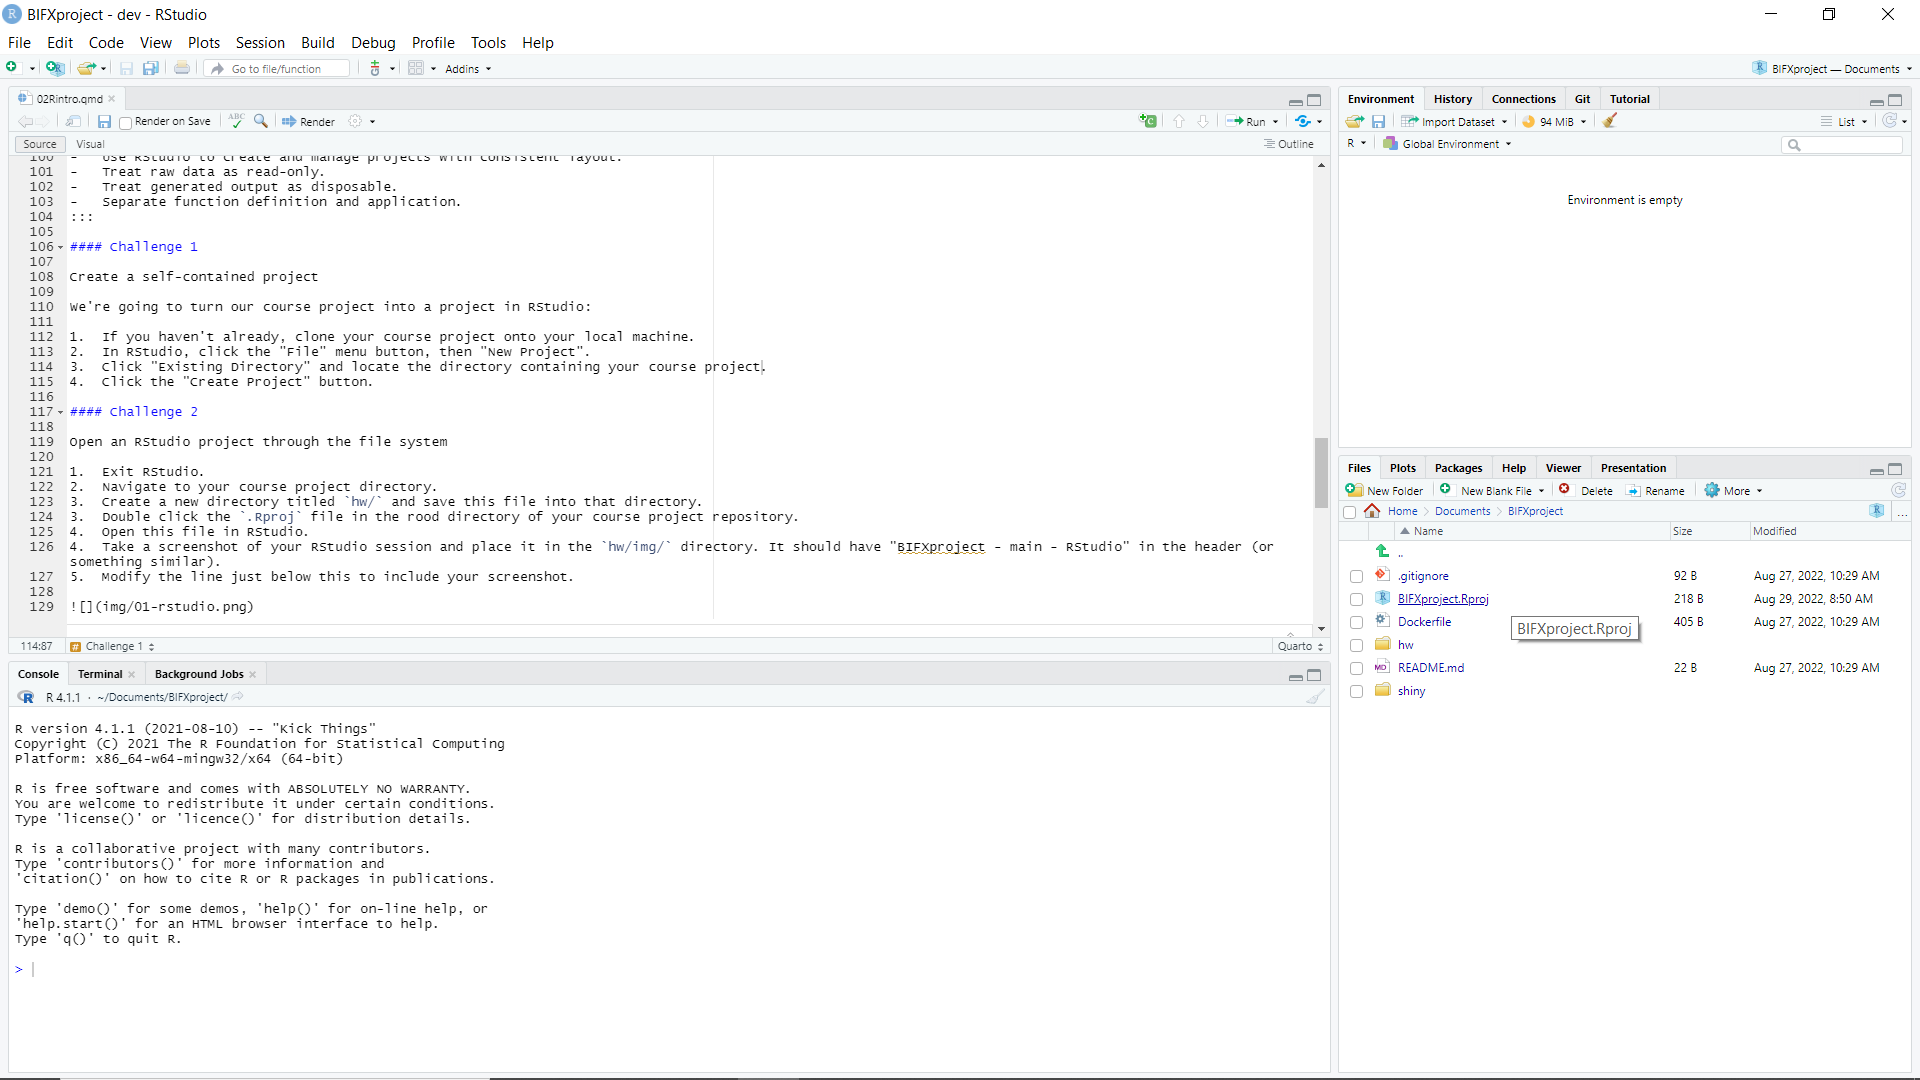 BIFXproject - dev - RStudio
File Edit Code View Plots Session Build Debug Profile Tools Help
Go to file/function Addins BIFXproject — Documents
02Rintro.qmd
Render on Save ABC Render Run
Source Visual Outline
100 - Use RStudio to create and manage projects with consistent layout.
101 - Treat raw data as read-only.
102 - Treat generated output as disposable.
103 - Separate function definition and application.
104 :::
105
106 #### Challenge 1
107
108 Create a self-contained project
109
110 We're going to turn our course project into a project in RStudio:
111
112 1. If you haven't already, clone your course project onto your local machine.
113 2. In RStudio, click the "File" menu button, then "New Project".
114 3. Click "Existing Directory" and locate the directory containing your course project.
115 4. Click the "Create Project" button.
116
117 #### Challenge 2
118
119 Open an RStudio project through the file system
120
121 1. Exit RStudio.
122 2. Navigate to your course project directory.
123 3. Create a new directory titled `hw/` and save this file into that directory.
124 3. Double click the `.Rproj` file in the rood directory of your course project repository.
125 4. Open this file in RStudio.
126 4. Take a screenshot of your RStudio session and place it in the `hw/img/` directory. It should have "BIFXproject - main - RStudio" in the header (or
something similar).
127 5. Modify the line just below this to include your screenshot.
128
129 ![](img/01-rstudio.png)
114:87 # Challenge 1 Quarto
Console Terminal Background Jobs
R 4.1.1 · ~/Documents/BIFXproject/
R version 4.1.1 (2021-08-10) -- "Kick Things"
Copyright (C) 2021 The R Foundation for Statistical Computing
Platform: x86_64-w64-mingw32/x64 (64-bit)
R is free software and comes with ABSOLUTELY NO WARRANTY.
You are welcome to redistribute it under certain conditions.
Type 'license()' or 'licence()' for distribution details.
R is a collaborative project with many contributors.
Type 'contributors()' for more information and
'citation()' on how to cite R or R packages in publications.
Type 'demo()' for some demos, 'help()' for on-line help, or
'help.start()' for an HTML browser interface to help.
Type 'q()' to quit R.
>
Environment History Connections Git Tutorial
Import Dataset 94 MiB List
R Global Environment
Environment is empty
Files Plots Packages Help Viewer Presentation
New Folder New Blank File Delete Rename More
Home Documents BIFXproject ...
Name Size Modified
..
.gitignore 92 B Aug 27, 2022, 10:29 AM
BIFXproject.Rproj 218 B Aug 29, 2022, 8:50 AM
Dockerfile 405 B Aug 27, 2022, 10:29 AM
BIFXproject.Rproj
hw
MD README.md 22 B Aug 27, 2022, 10:29 AM
shiny